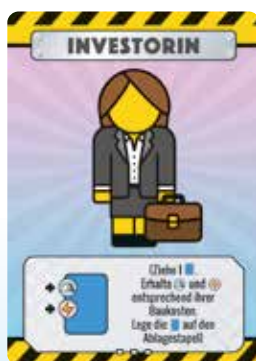 INVESTORIN
(Ziehe 1
Erhalte und
entsprechend ihrer
Baukosten.
Lege die auf den
Ablagestapel)